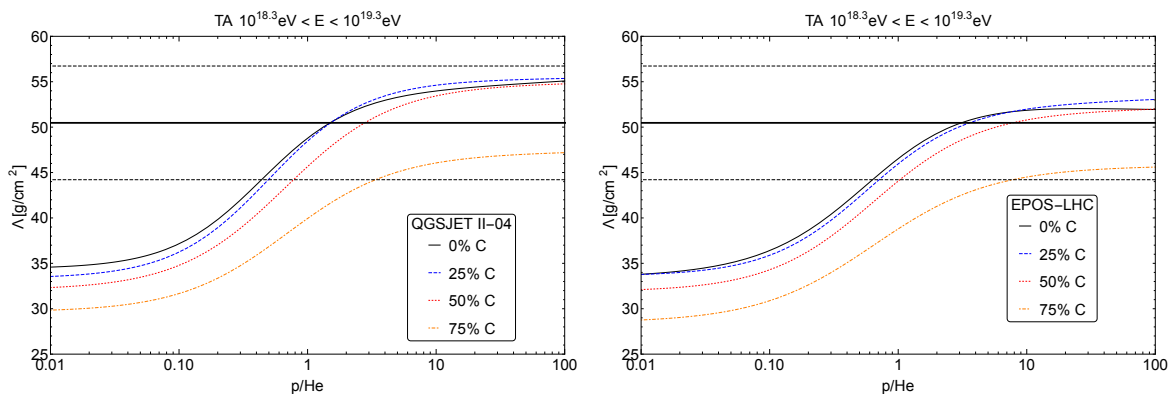 TA 10^18.3eV < E < 10^19.3eV
60
55
50
45
40
35
30
25
Λ[g/cm²]
QGSJET II−04
0% C
25% C
50% C
75% C
0.01 0.10 1 10 100
p/He
TA 10^18.3eV < E < 10^19.3eV
60
55
50
45
40
35
30
25
Λ[g/cm²]
EPOS−LHC
0% C
25% C
50% C
75% C
0.01 0.10 1 10 100
p/He